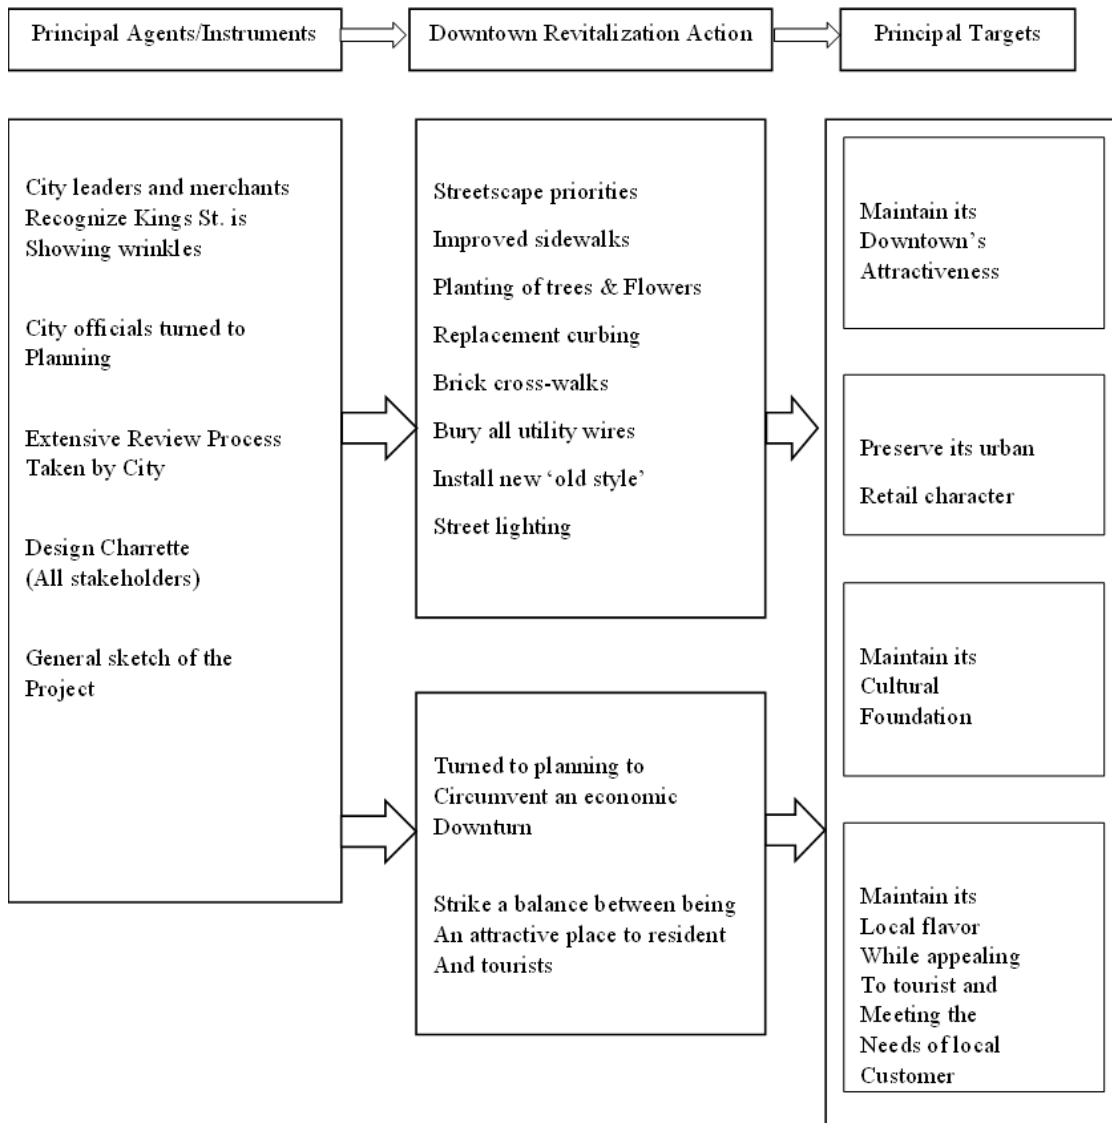 Principal Agents/Instruments
Downtown Revitalization Action
Principal Targets
City leaders and merchants
Recognize Kings St. is
Showing wrinkles
City officials turned to
Planning
Extensive Review Process
Taken by City
Design Charrette
(All stakeholders)
General sketch of the
Project
Streetscape priorities
Improved sidewalks
Planting of trees & Flowers
Replacement curbing
Brick cross-walks
Bury all utility wires
Install new ‘old style’
Street lighting
Turned to planning to
Circumvent an economic
Downturn
Strike a balance between being
An attractive place to resident
And tourists
Maintain its
Downtown’s
Attractiveness
Preserve its urban
Retail character
Maintain its
Cultural
Foundation
Maintain its
Local flavor
While appealing
To tourist and
Meeting the
Needs of local
Customer